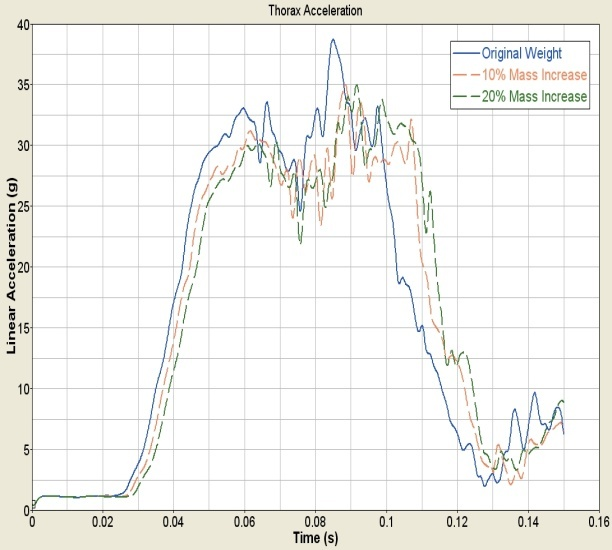 Thorax Acceleration
40
35
30
25
20
15
10
5
0
Linear Acceleration (g)
Original Weight
10% Mass Increase
20% Mass Increase
0 0.02 0.04 0.06 0.08 0.1 0.12 0.14 0.16
Time (s)